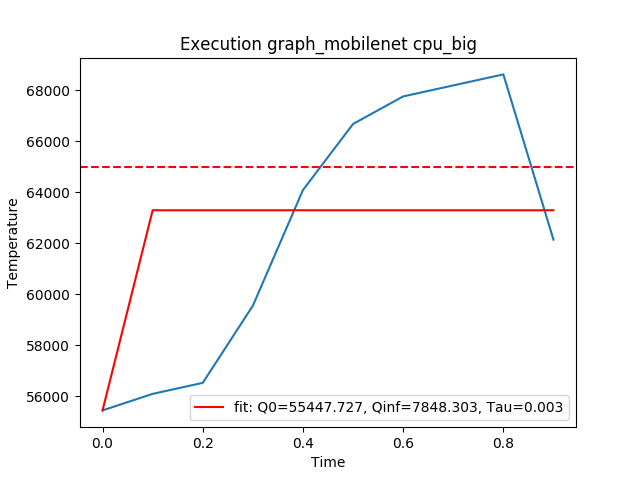 Execution graph_mobilenet cpu_big
Temperature
68000
66000
64000
62000
60000
58000
56000
fit: Q0=55447.727, Qinf=7848.303, Tau=0.003
0.0 0.2 0.4 0.6 0.8
Time